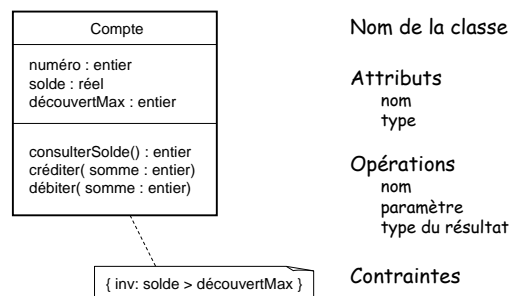 Compte
numéro : entier
solde : réel
découvertMax : entier
consulterSolde() : entier
créditer( somme : entier)
débiter( somme : entier)
{ inv: solde > découvertMax }
Nom de la classe
Attributs
nom
type
Opérations
nom
paramètre
type du résultat
Contraintes